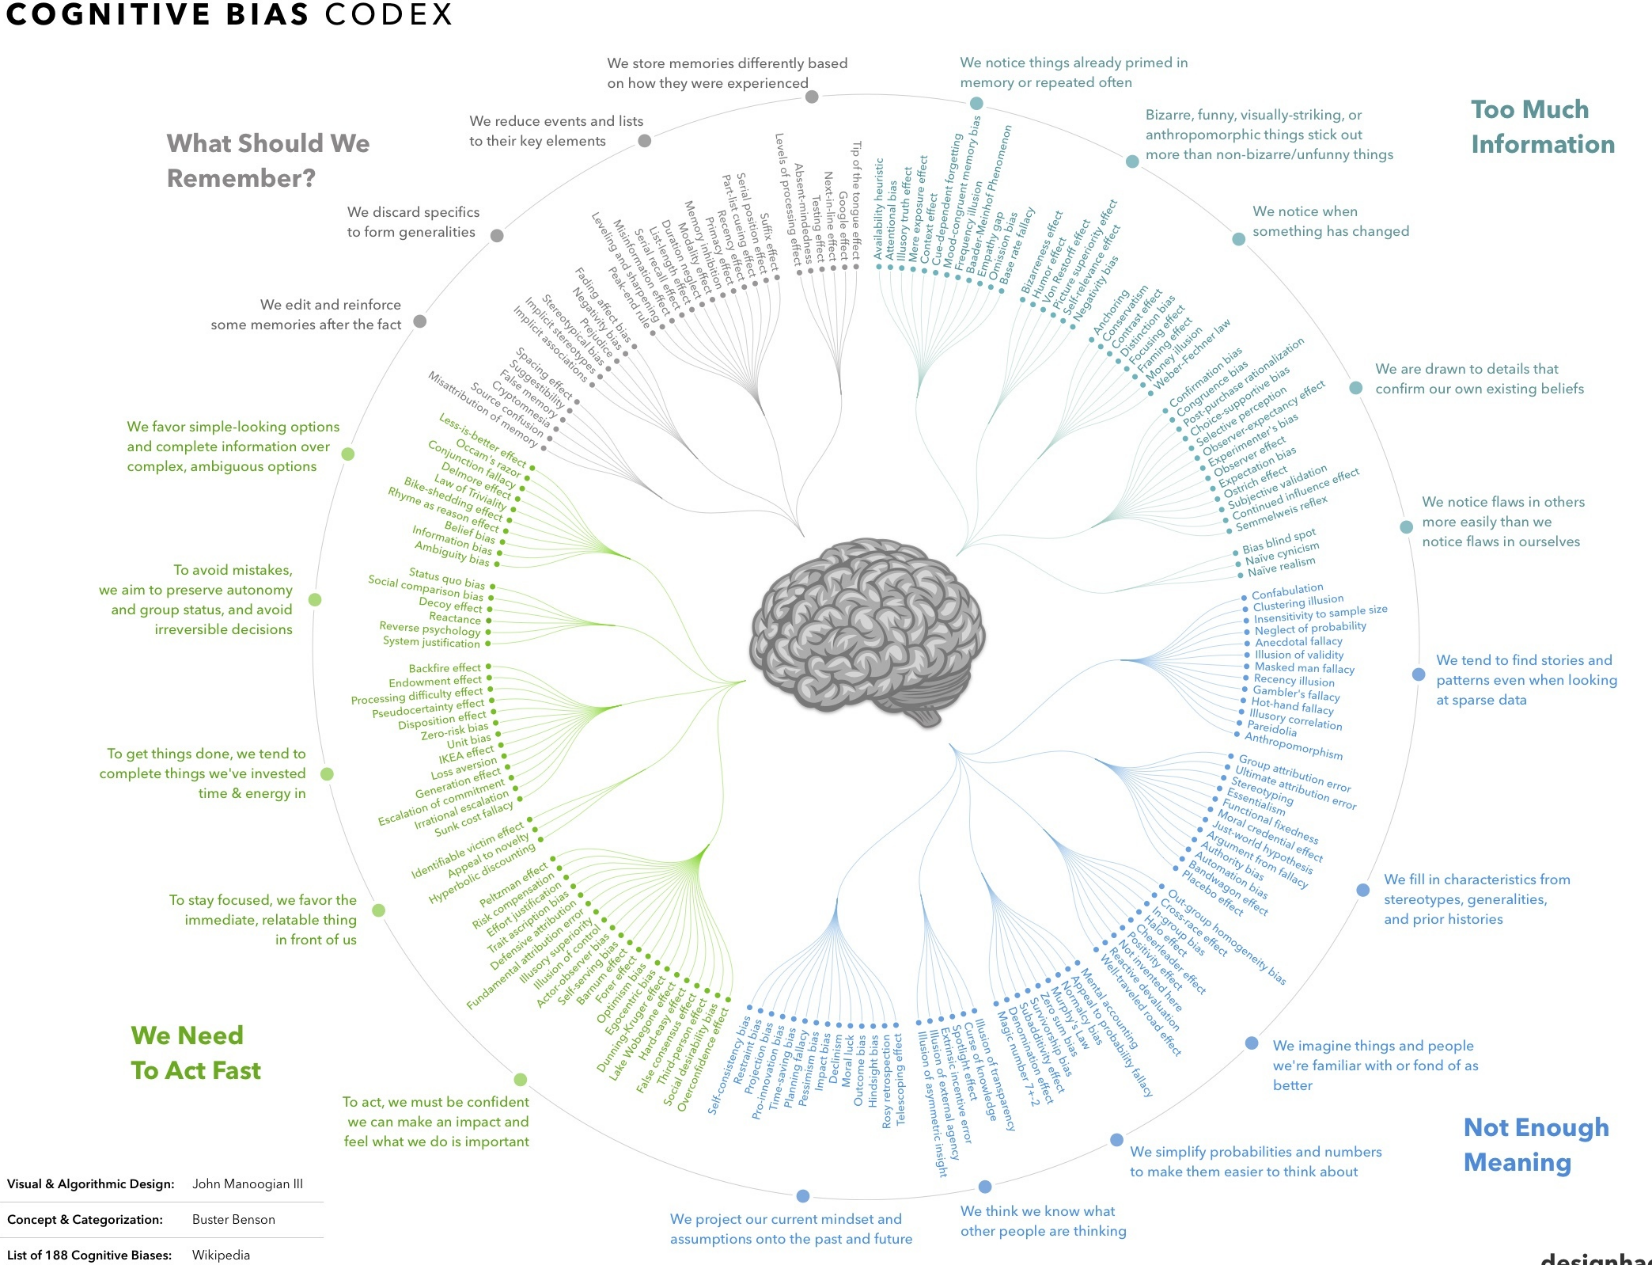 COGNITIVE BIAS CODEX
What Should We
Remember?
We store memories differently based
on how they were experienced
We reduce events and lists
to their key elements
We discard specifics
to form generalities
We edit and reinforce
some memories after the fact
Tip of the tongue effect
Google effect
Next-in-line effect
Testing effect
Absent-mindedness
Levels of processing effect
Suffix effect
Serial position effect
Part-list cueing effect
Recency effect
Primacy effect
Memory inhibition
Modality effect
Duration neglect
List-length effect
Serial recall effect
Misinformation effect
Leveling and sharpening
Peak-end rule
Fading affect bias
Negativity bias
Prejudice
Stereotypical bias
Implicit stereotypes
Implicit associations
Spacing effect
Suggestibility
False memory
Cryptomnesia
Source confusion
Misattribution of memory
Too Much
Information
We notice things already primed in
memory or repeated often
Bizarre, funny, visually-striking, or
anthropomorphic things stick out
more than non-bizarre/unfunny things
We notice when
something has changed
We are drawn to details that
confirm our own existing beliefs
We notice flaws in others
more easily than we
notice flaws in ourselves
Availability heuristic
Attentional bias
Illusory truth effect
Mere exposure effect
Context effect
Cue-dependent forgetting
Mood-congruent memory bias
Frequency illusion
Baader-Meinhof Phenomenon
Empathy gap
Omission bias
Base rate fallacy
Bizarreness effect
Humor effect
Von Restorff effect
Picture superiority effect
Self-relevance effect
Negativity bias
Anchoring
Conservatism
Contrast effect
Distinction bias
Focusing effect
Framing effect
Money illusion
Weber-Fechner law
Confirmation bias
Congruence bias
Post-purchase rationalization
Choice-supportive bias
Selective perception
Observer-expectancy effect
Experimenter's bias
Observer effect
Expectation bias
Ostrich effect
Subjective validation
Continued influence effect
Semmelweis reflex
Bias blind spot
Naïve cynicism
Naïve realism
We tend to find stories and
patterns even when looking
at sparse data
We fill in characteristics from
stereotypes, generalities,
and prior histories
We imagine things and people
we're familiar with or fond of as
better
We simplify probabilities and numbers
to make them easier to think about
We think we know what
other people are thinking
We project our current mindset and
assumptions onto the past and future
Not Enough
Meaning
Confabulation
Clustering illusion
Insensitivity to sample size
Neglect of probability
Anecdotal fallacy
Illusion of validity
Masked man fallacy
Recency illusion
Gambler's fallacy
Hot-hand fallacy
Illusory correlation
Pareidolia
Anthropomorphism
Group attribution error
Ultimate attribution error
Stereotyping
Essentialism
Functional fixedness
Moral credential effect
Just-world hypothesis
Argument from fallacy
Authority bias
Automation bias
Bandwagon effect
Placebo effect
Out-group homogeneity bias
Cross-race effect
In-group bias
Halo effect
Cheerleader effect
Positivity effect
Not invented here
Reactive devaluation
Well-traveled road effect
Mental accounting
Appeal to probability fallacy
Normalcy bias
Murphy's Law
Zero sum bias
Survivorship bias
Subadditivity effect
Denomination effect
Magic number 7+-2
Illusion of transparency
Curse of knowledge
Spotlight effect
Extrinsic incentive error
Illusion of external agency
Illusion of asymmetric insight
Telescoping effect
Rosy retrospection
Hindsight bias
Outcome bias
Moral luck
Declinism
Impact bias
Pessimism bias
Planning fallacy
Time-saving bias
Pro-innovation bias
Projection bias
Restraint bias
Self-consistency bias
We favor simple-looking options
and complete information over
complex, ambiguous options
To avoid mistakes,
we aim to preserve autonomy
and group status, and avoid
irreversible decisions
To get things done, we tend to
complete things we've invested
time & energy in
To stay focused, we favor the
immediate, relatable thing
in front of us
To act, we must be confident
we can make an impact and
feel what we do is important
We Need
To Act Fast
Less-is-better effect
Occam's razor
Conjunction fallacy
Delmore effect
Law of Triviality
Bike-shedding effect
Rhyme as reason effect
Belief bias
Information bias
Ambiguity bias
Status quo bias
Social comparison bias
Decoy effect
Reactance
Reverse psychology
System justification
Backfire effect
Endowment effect
Processing difficulty effect
Pseudocertainty effect
Disposition effect
Zero-risk bias
Unit bias
IKEA effect
Loss aversion
Generation effect
Escalation of commitment
Irrational escalation
Sunk cost fallacy
Identifiable victim effect
Appeal to novelty
Hyperbolic discounting
Peltzman effect
Risk compensation
Effort justification
Trait ascription bias
Defensive attribution
Fundamental attribution error
Illusory superiority
Illusion of control
Actor-observer bias
Self-serving bias
Barnum effect
Forer effect
Optimism bias
Egocentric bias
Dunning-Kruger effect
Lake Wobegone effect
Hard-easy effect
False consensus effect
Third-person effect
Social desirability bias
Overconfidence effect
Visual & Algorithmic Design: John Manoogian III
Concept & Categorization: Buster Benson
List of 188 Cognitive Biases: Wikipedia